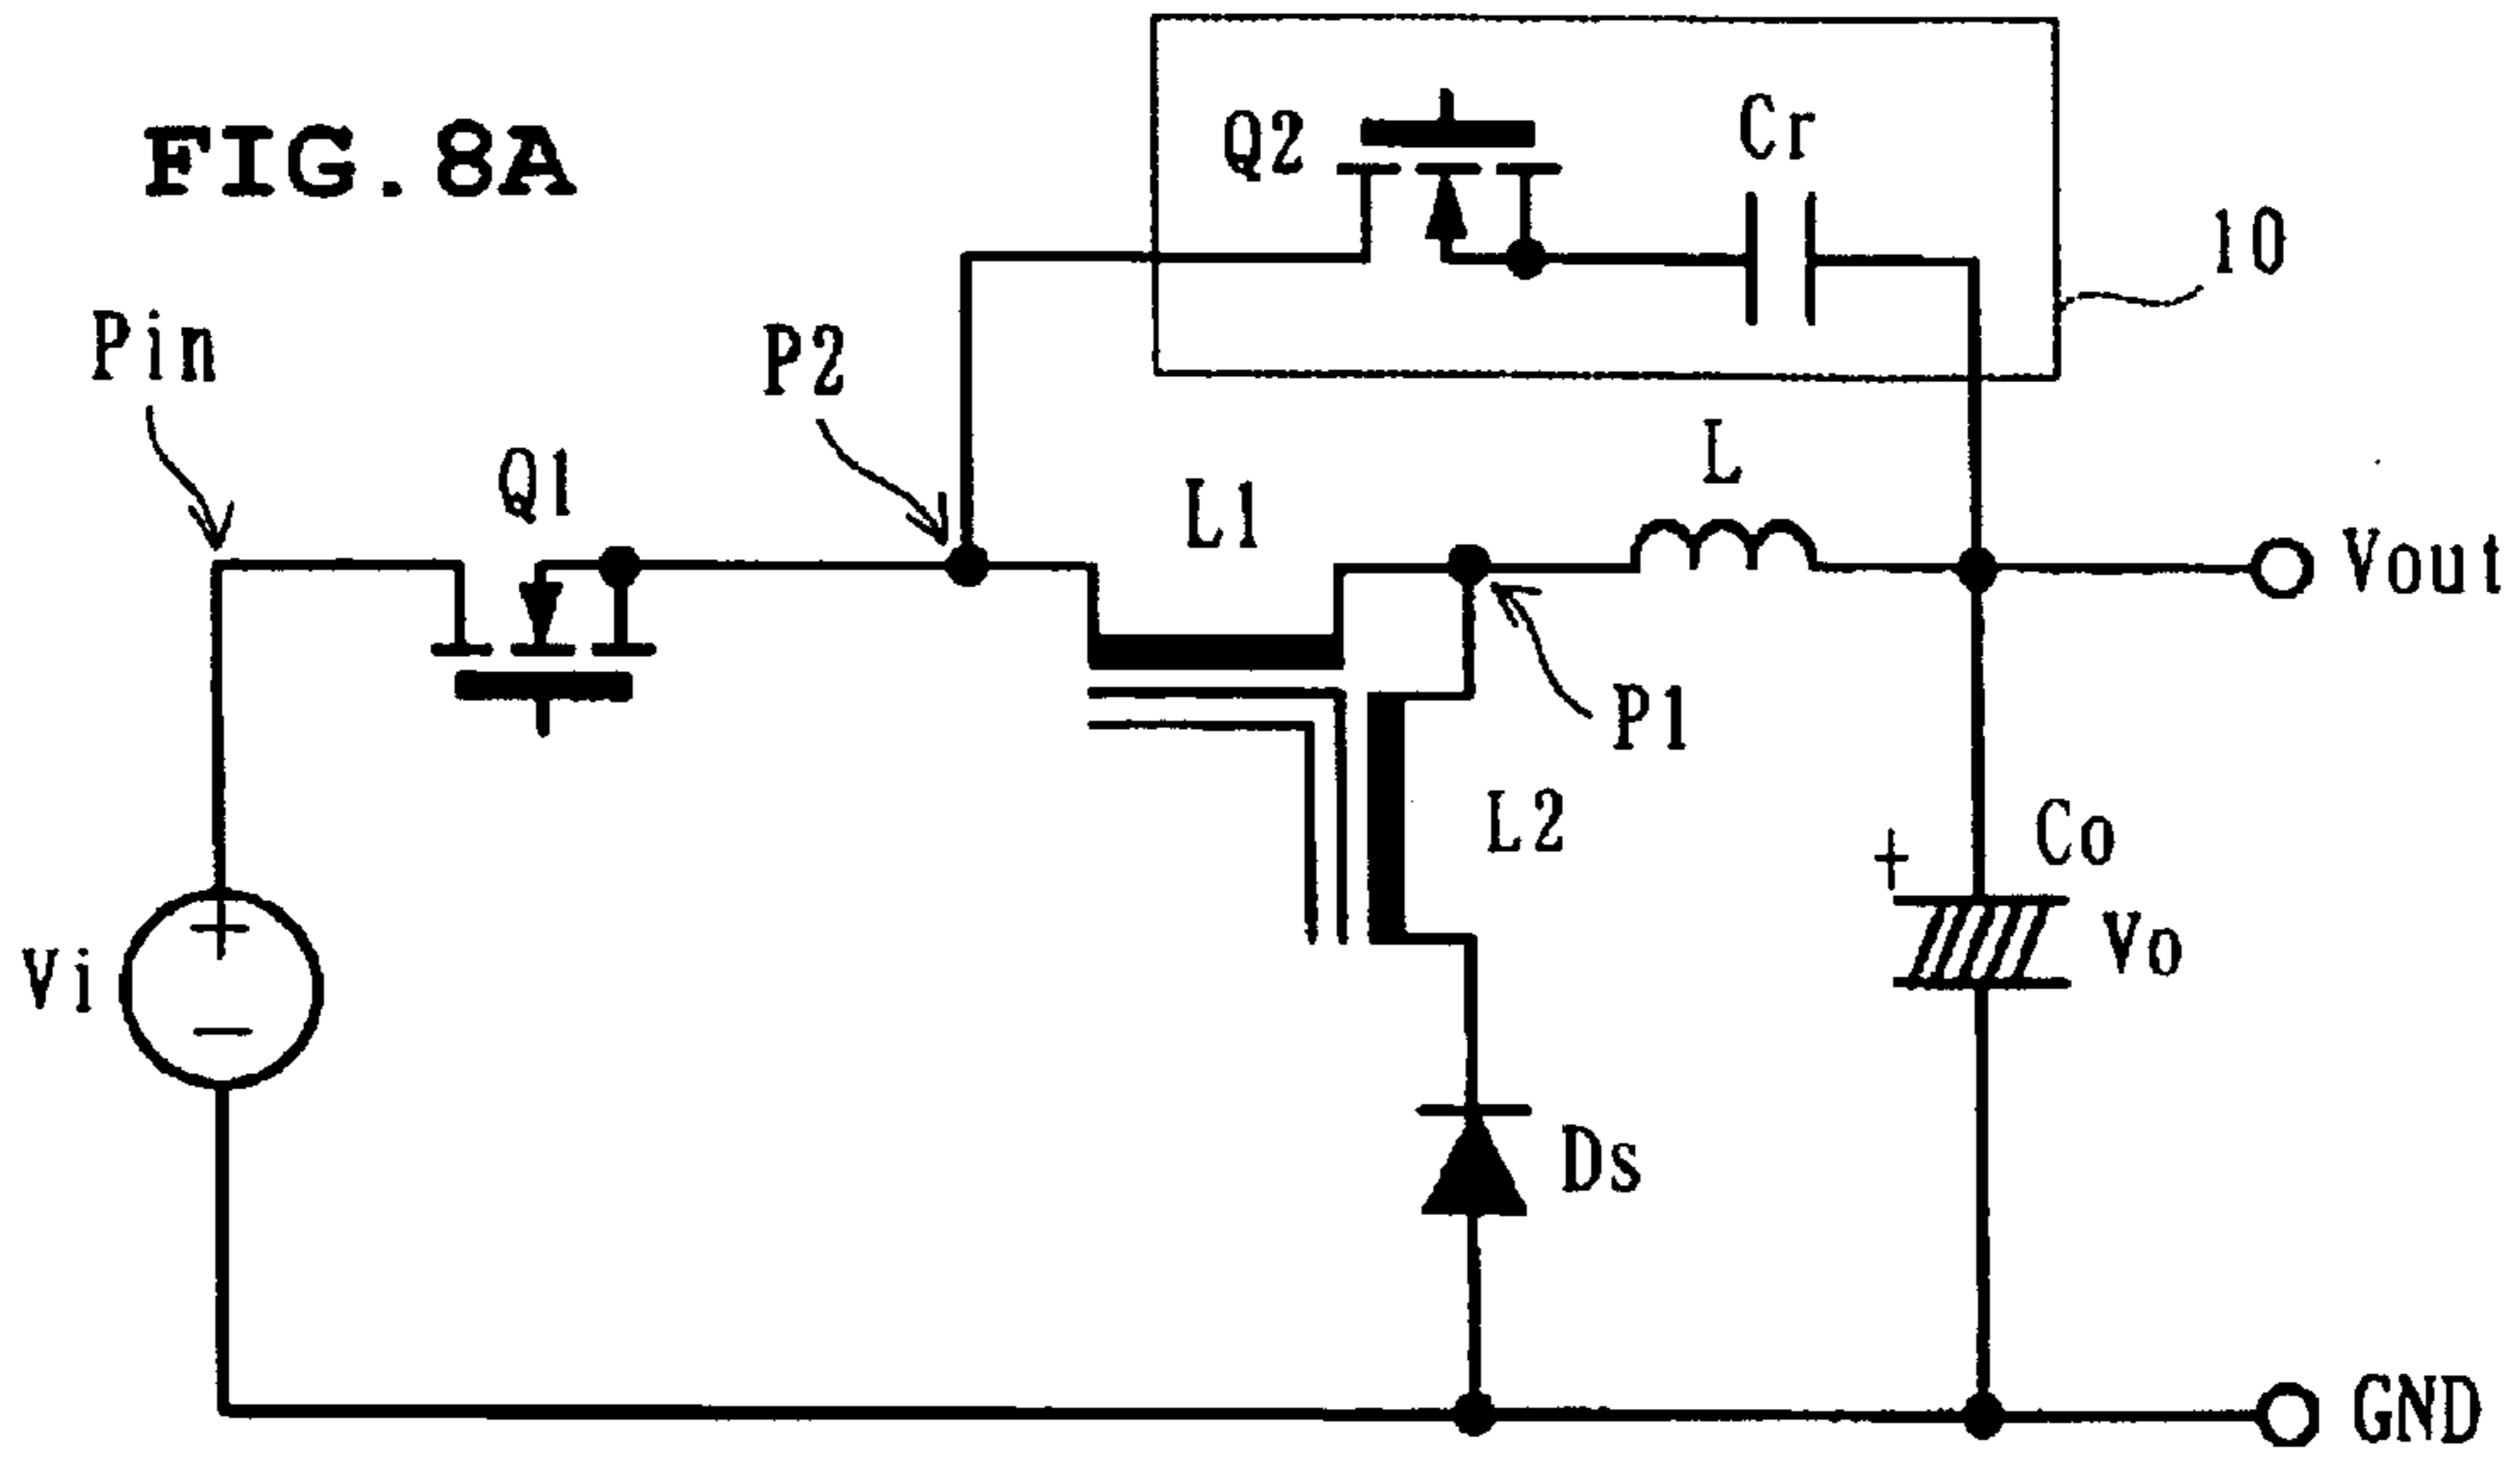 FIG.8A
Q2
Cr
10
Pin
P2
Q1
L1
L
Vout
P1
L2
+
Co
Vo
Vi
+
−
Ds
GND